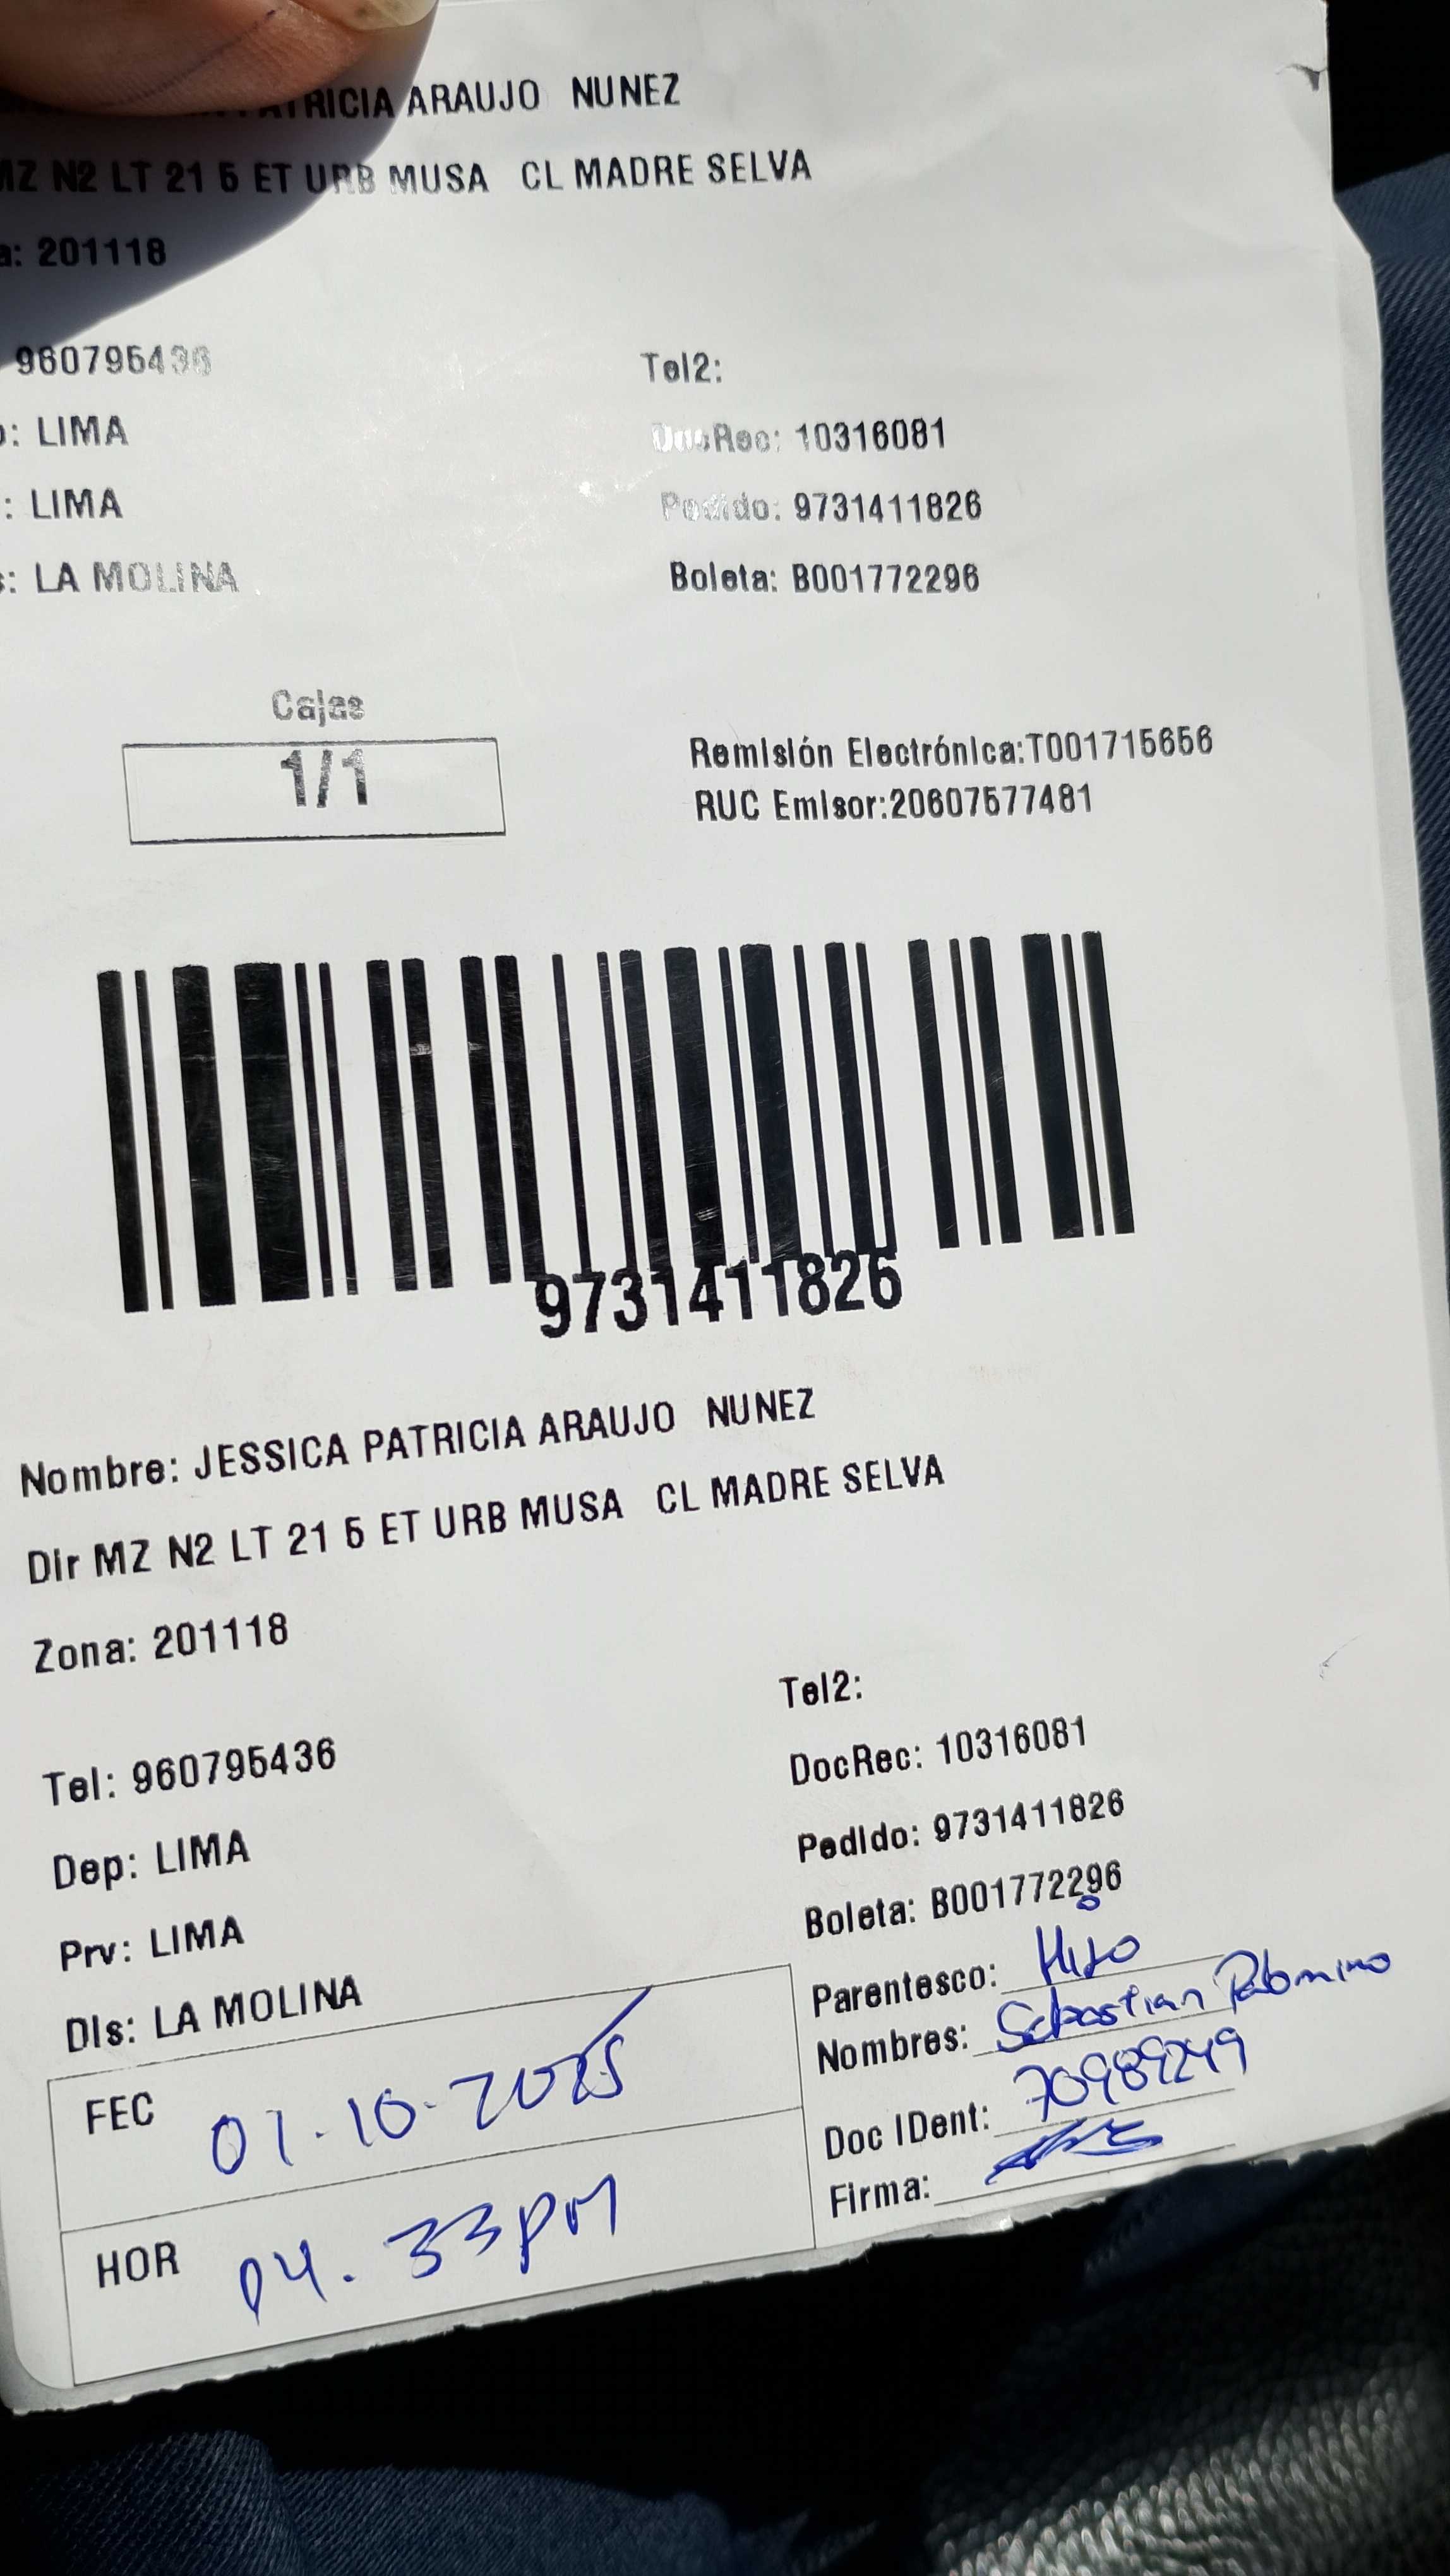 PATRICIA ARAUJO NUNEZ
MZ N2 LT 21 5 ET URB MUSA CL MADRE SELVA
a: 201118
960795436
Tel2:
: LIMA
DocRec: 10316081
: LIMA
Pedido: 9731411826
: LA MOLINA
Boleta: B001772296
Cajas
1/1
Remisión Electrónica:T001715656
RUC Emisor:20607577481
9731411826
Nombre: JESSICA PATRICIA ARAUJO NUNEZ
Dir MZ N2 LT 21 5 ET URB MUSA CL MADRE SELVA
Zona: 201118
Tel2:
Tel: 960795436
DocRec: 10316081
Dep: LIMA
Pedido: 9731411826
Prv: LIMA
Boleta: B001772296
Dis: LA MOLINA
Parentesco: Hijo
Nombres: Sebastian Palomino
FEC 01.10.2025
Doc IDent: 70989249
Firma:
HOR 04.33pm